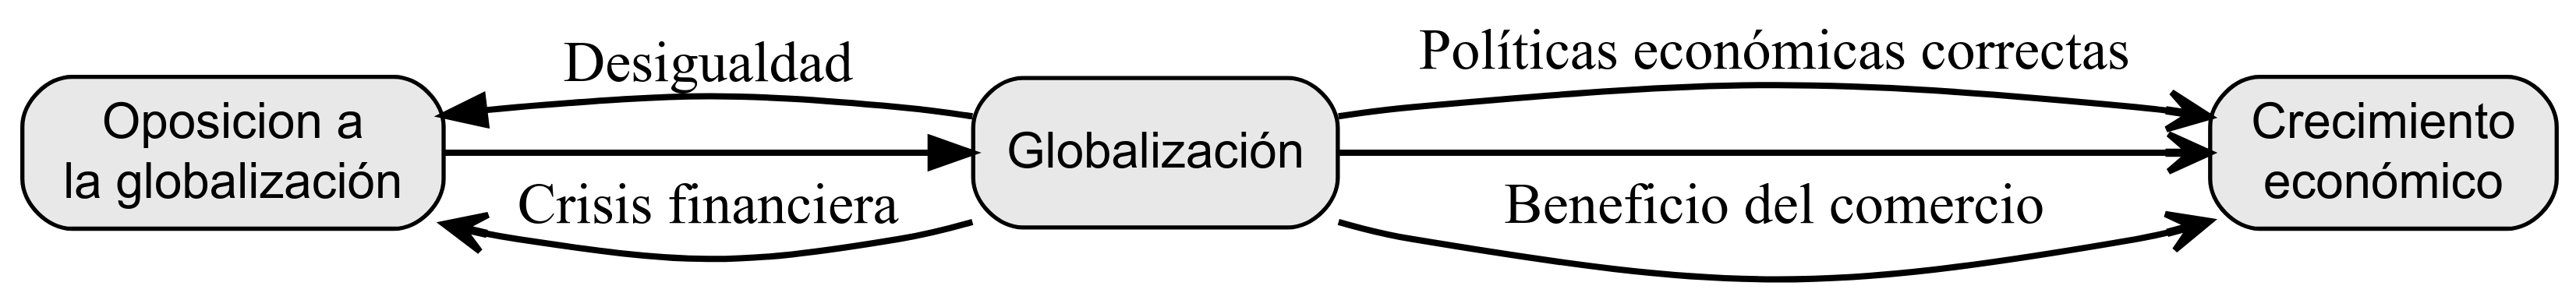 Desigualdad
Políticas económicas correctas
Oposicion a
la globalización
Globalización
Crecimiento
económico
Crisis financiera
Beneficio del comercio